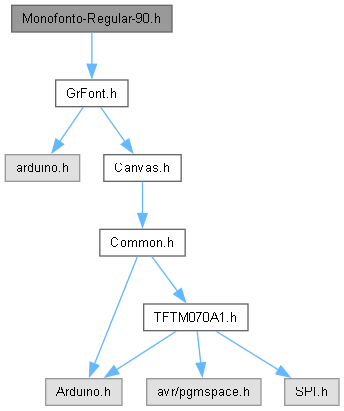 Monofonto-Regular-90.h
GrFont.h
arduino.h
Canvas.h
Common.h
TFTM070A1.h
Arduino.h
avr/pgmspace.h
SPI.h